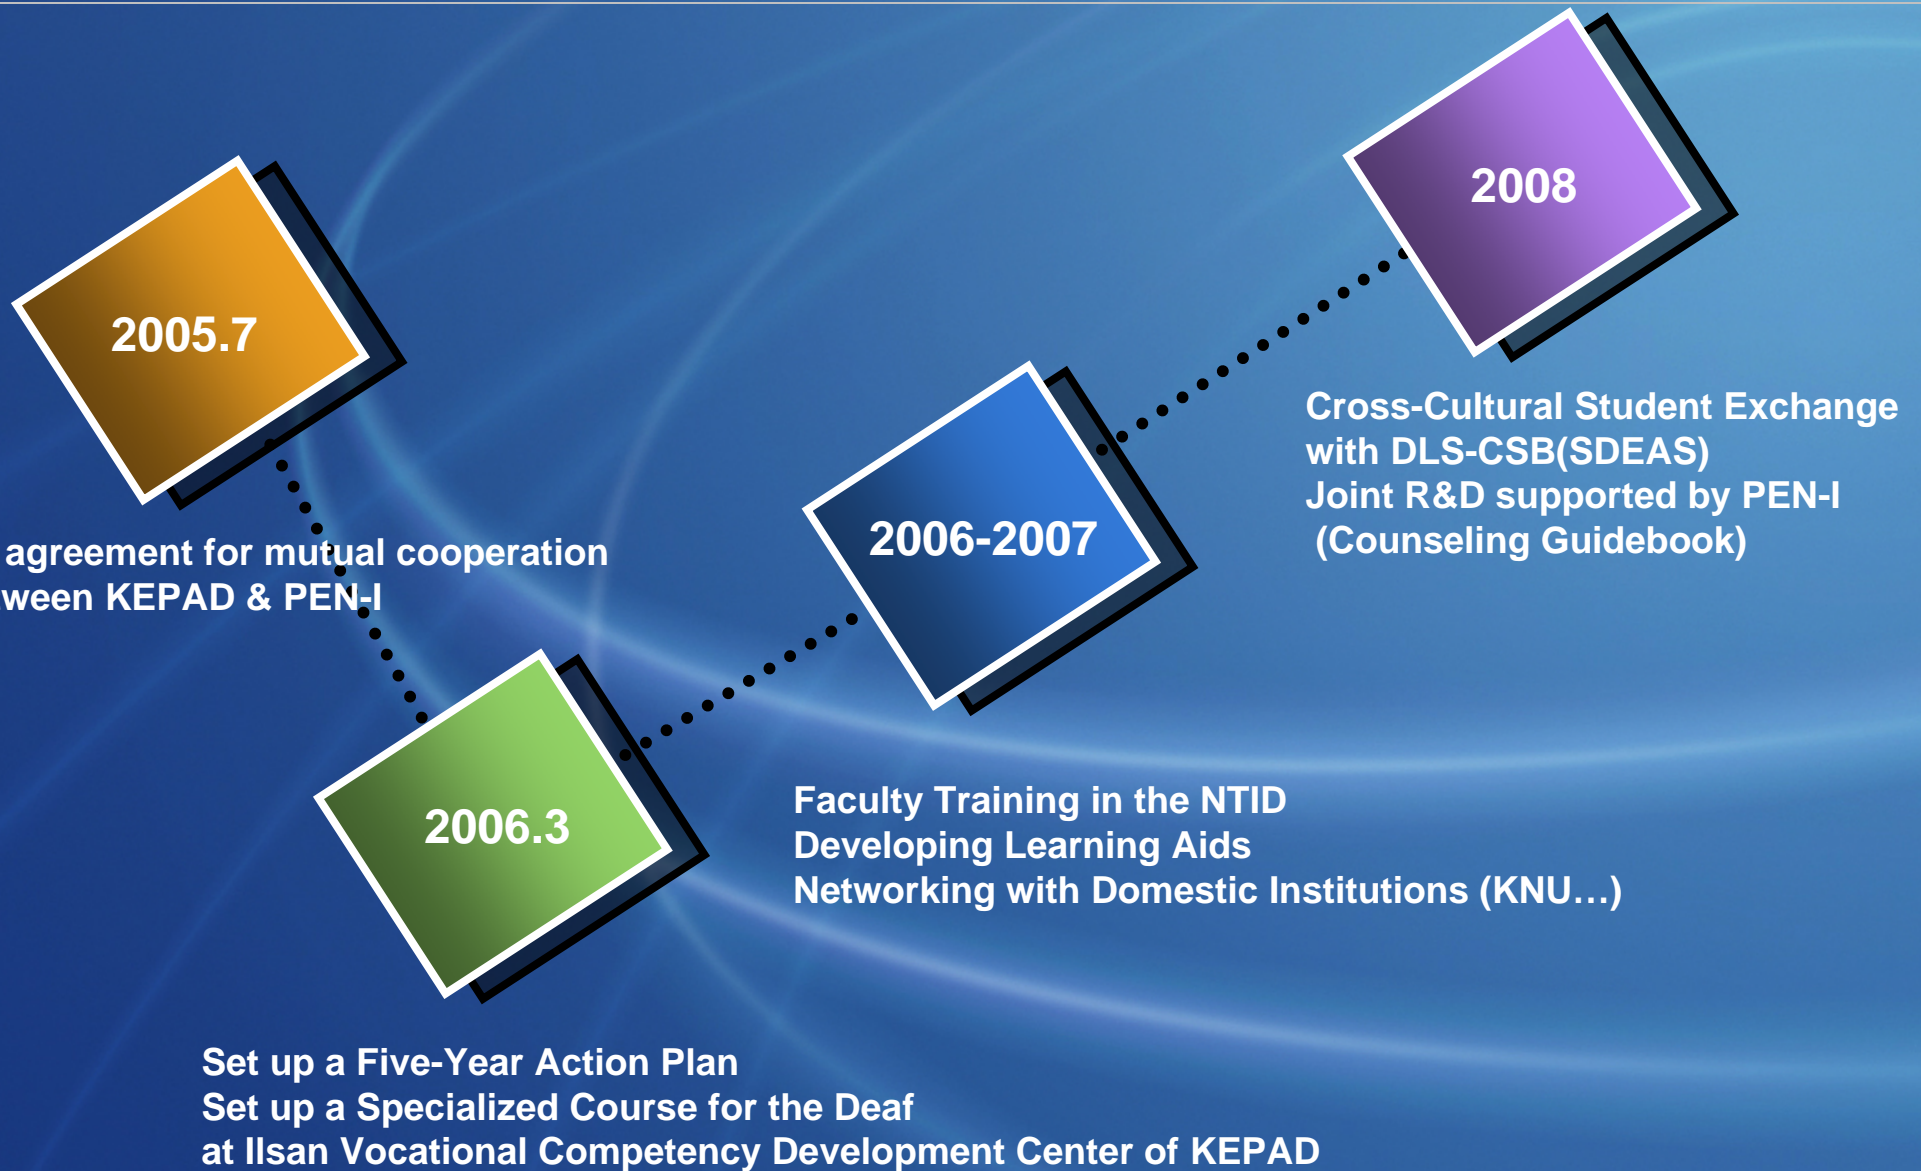 2005.7
agreement for mutual cooperation
ween KEPAD & PEN-I
2006.3
Set up a Five-Year Action Plan
Set up a Specialized Course for the Deaf
at Ilsan Vocational Competency Development Center of KEPAD
2006-2007
Faculty Training in the NTID
Developing Learning Aids
Networking with Domestic Institutions (KNU…)
2008
Cross-Cultural Student Exchange
with DLS-CSB(SDEAS)
Joint R&D supported by PEN-I
(Counseling Guidebook)